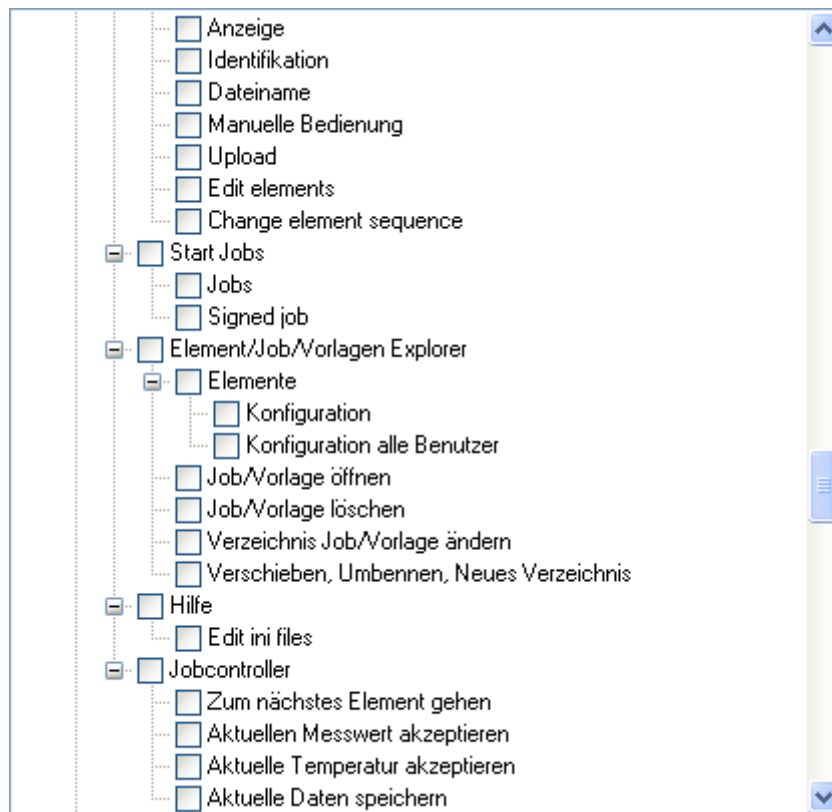 Anzeige
Identifikation
Dateiname
Manuelle Bedienung
Upload
Edit elements
Change element sequence
Start Jobs
Jobs
Signed job
Element/Job/Vorlagen Explorer
Elemente
Konfiguration
Konfiguration alle Benutzer
Job/Vorlage öffnen
Job/Vorlage löschen
Verzeichnis Job/Vorlage ändern
Verschieben, Umbennen, Neues Verzeichnis
Hilfe
Edit ini files
Jobcontroller
Zum nächstes Element gehen
Aktuellen Messwert akzeptieren
Aktuelle Temperatur akzeptieren
Aktuelle Daten speichern